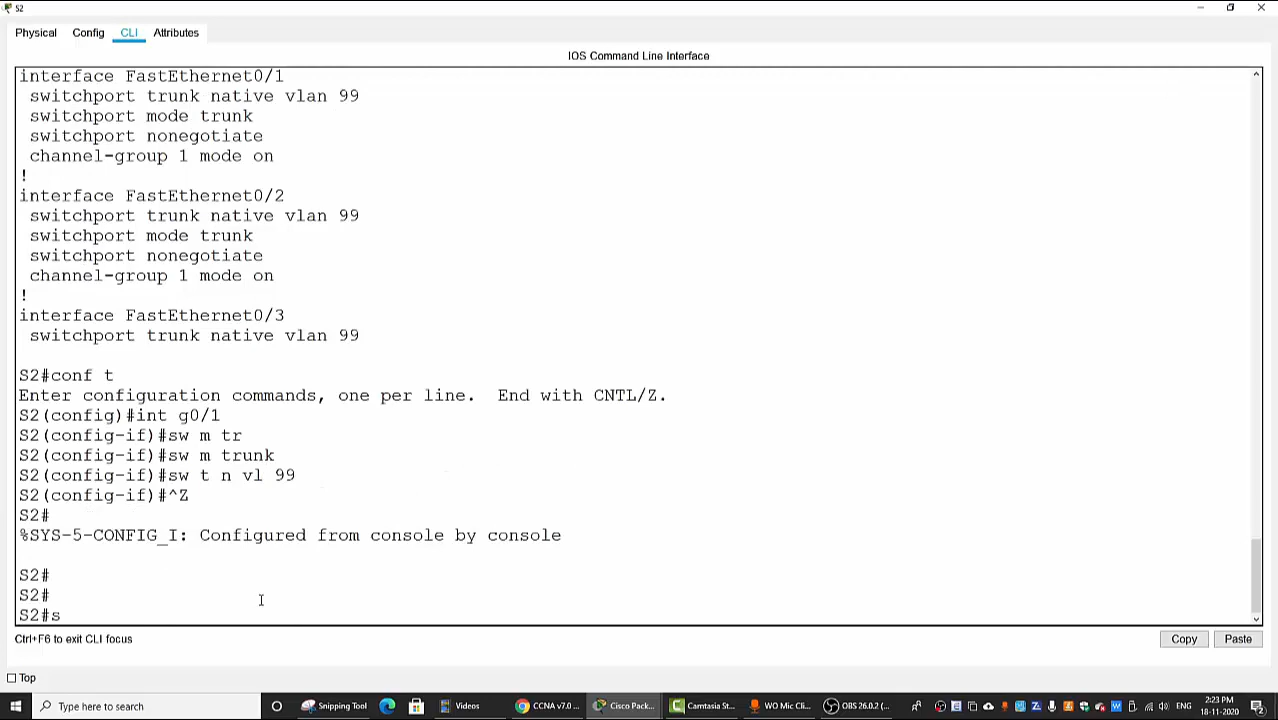 S2
Physical Config CLI Attributes
IOS Command Line Interface
interface FastEthernet0/1
switchport trunk native vlan 99
switchport mode trunk
switchport nonegotiate
channel-group 1 mode on
!
interface FastEthernet0/2
switchport trunk native vlan 99
switchport mode trunk
switchport nonegotiate
channel-group 1 mode on
!
interface FastEthernet0/3
switchport trunk native vlan 99
S2#conf t
Enter configuration commands, one per line. End with CNTL/Z.
S2(config)#int g0/1
S2(config-if)#sw m tr
S2(config-if)#sw m trunk
S2(config-if)#sw t n vl 99
S2(config-if)#^Z
S2#
%SYS-5-CONFIG_I: Configured from console by console
S2#
S2#
S2#s
Ctrl+F6 to exit CLI focus
Copy Paste
Top
Type here to search Snipping Tool Videos CCNA v7.0 ... Cisco Pack... Camtasia St... WO Mic Cli... OBS 26.0.2 (... ENG 2:23 PM
18-11-2020